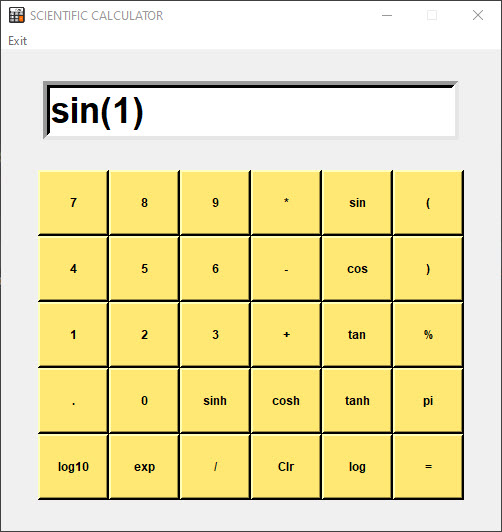 SCIENTIFIC CALCULATOR
Exit
sin(1)
7 8 9 * sin (
4 5 6 - cos )
1 2 3 + tan %
. 0 sinh cosh tanh pi
log10 exp / Clr log =